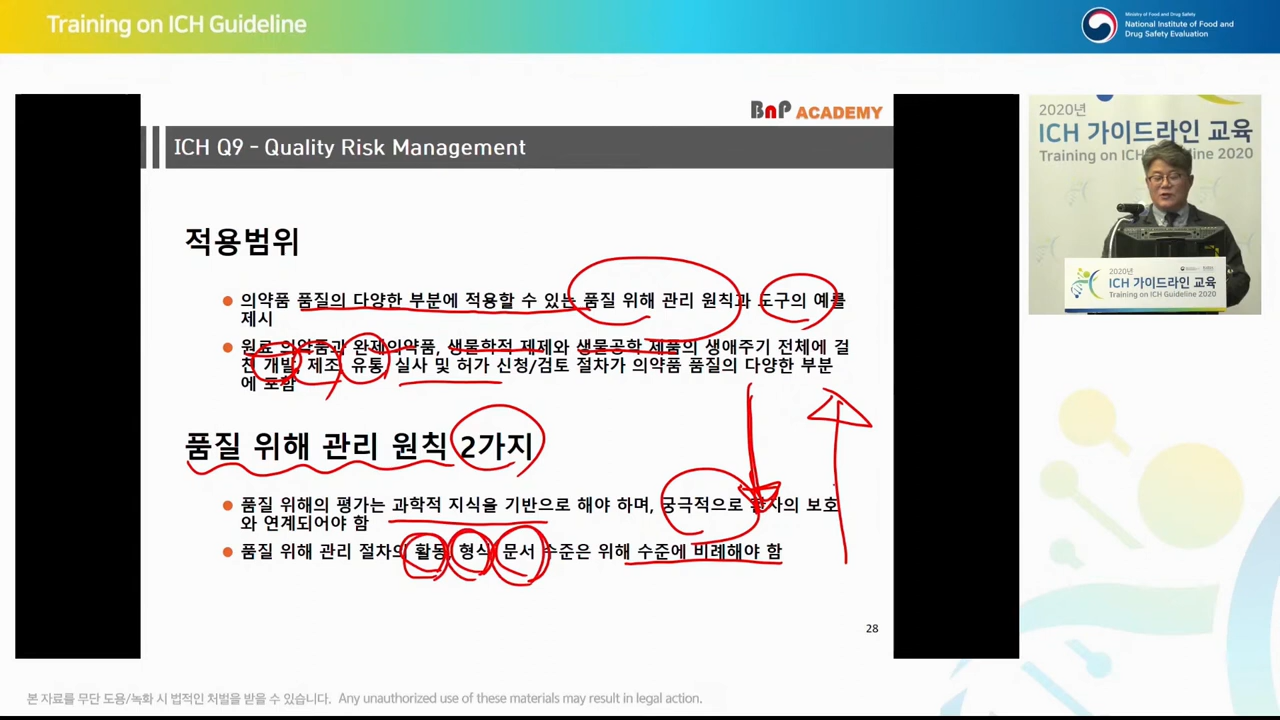 Training on ICH Guideline
Ministry of Food and Drug Safety
National Institute of Food and
Drug Safety Evaluation
BnP ACADEMY
ICH Q9 - Quality Risk Management
적용범위
의약품 품질의 다양한 부분에 적용할 수 있는 품질 위해 관리 원칙과 도구의 예를
제시
원료 의약품과 완제의약품, 생물학적 제제와 생물공학 제품의 생애주기 전체에 걸
친 개발, 제조, 유통, 실사 및 허가 신청/검토 절차가 의약품 품질의 다양한 부분
에 포함
품질 위해 관리 원칙 2가지
품질 위해의 평가는 과학적 지식을 기반으로 해야 하며, 궁극적으로 환자의 보호
와 연계되어야 함
품질 위해 관리 절차의 활동, 형식, 문서 수준은 위해 수준에 비례해야 함
28
2020년
ICH 가이드라인 교육
Training on ICH Guideline 2020
2020년
ICH 가이드라인 교육
Training on ICH Guideline 2020
본 자료를 무단 도용/녹화 시 법적인 처벌을 받을 수 있습니다. Any unauthorized use of these materials may result in legal action.